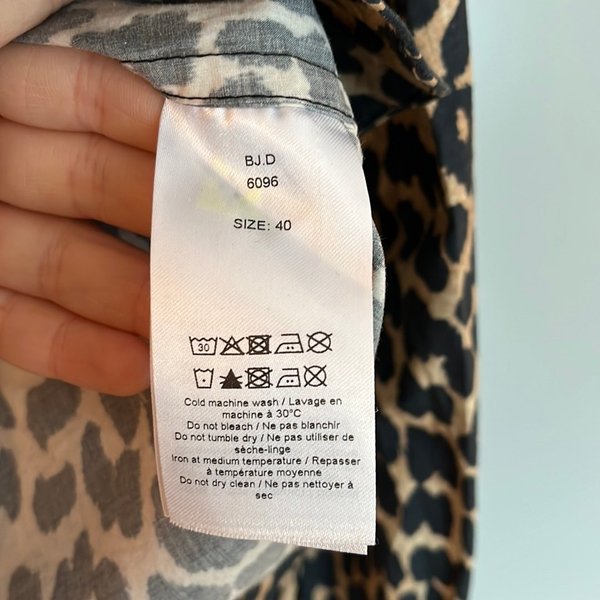 BJ.D
6096
SIZE: 40
30
Cold machine wash / Lavage en
machine à 30°C
Do not bleach / Ne pas blanchir
Do not tumble dry / Ne pas utiliser de
sèche-linge
Iron at medium temperature / Repasser
à température moyenne
Do not dry clean / Ne pas nettoyer à
sec